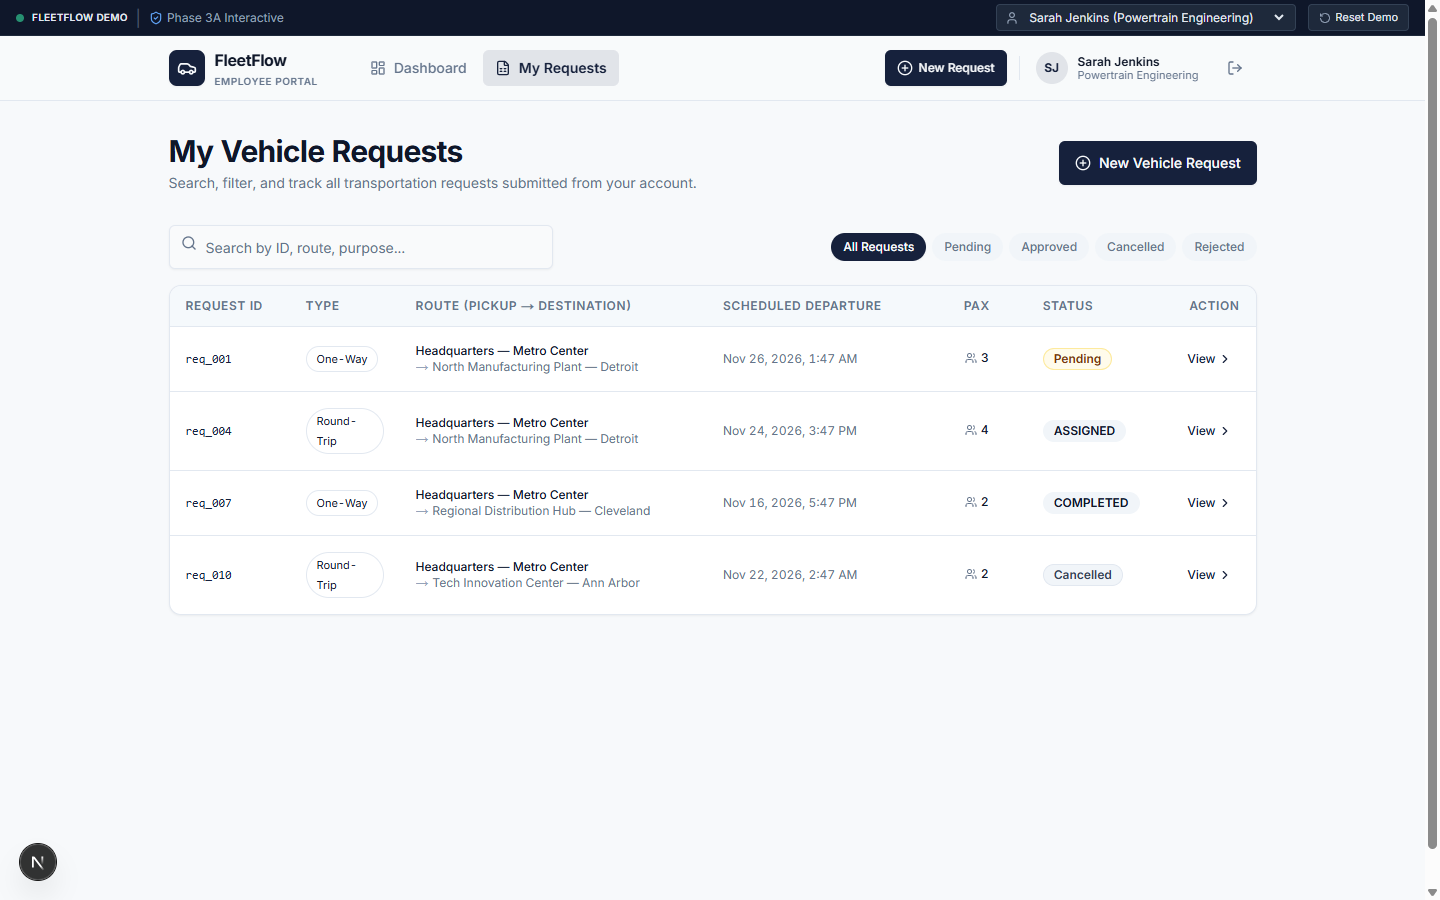 FLEETFLOW DEMO
Phase 3A Interactive
Sarah Jenkins (Powertrain Engineering)
Reset Demo
FleetFlow
EMPLOYEE PORTAL
Dashboard
My Requests
New Request
SJ
Sarah Jenkins
Powertrain Engineering
My Vehicle Requests
Search, filter, and track all transportation requests submitted from your account.
New Vehicle Request
Search by ID, route, purpose...
All Requests
Pending
Approved
Cancelled
Rejected
REQUEST ID TYPE ROUTE (PICKUP → DESTINATION) SCHEDULED DEPARTURE PAX STATUS ACTION
req_001 One-Way Headquarters — Metro Center
→ North Manufacturing Plant — Detroit
Nov 26, 2026, 1:47 AM 3 Pending View
req_004 Round-
Trip
Headquarters — Metro Center
→ North Manufacturing Plant — Detroit
Nov 24, 2026, 3:47 PM 4 ASSIGNED View
req_007 One-Way Headquarters — Metro Center
→ Regional Distribution Hub — Cleveland
Nov 16, 2026, 5:47 PM 2 COMPLETED View
req_010 Round-
Trip
Headquarters — Metro Center
→ Tech Innovation Center — Ann Arbor
Nov 22, 2026, 2:47 AM 2 Cancelled View
N